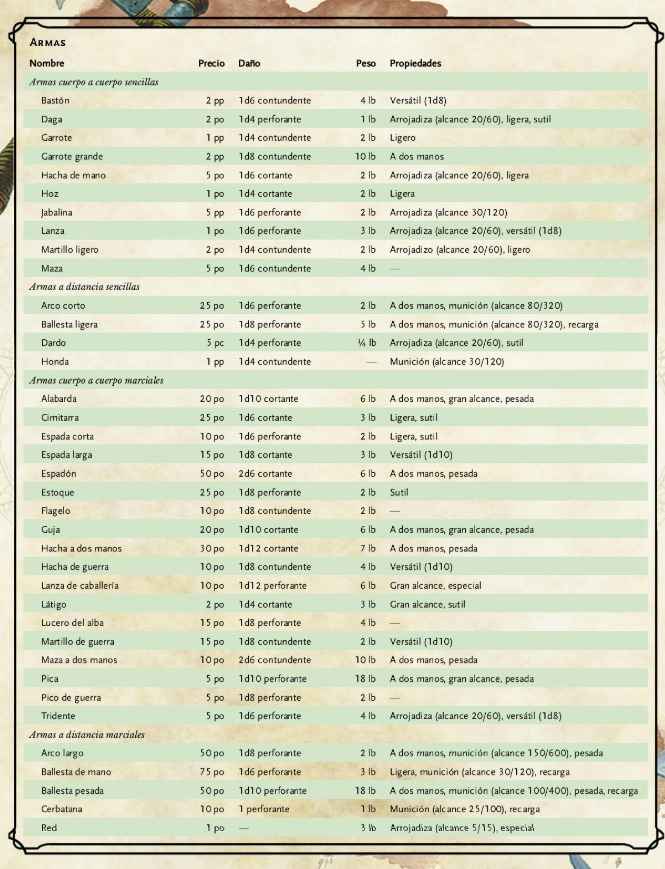 Armas
Nombre Precio Daño Peso Propiedades
Armas cuerpo a cuerpo sencillas
Bastón 2 pp 1d6 contundente 4 lb Versátil (1d8)
Daga 2 po 1d4 perforante 1 lb Arrojadiza (alcance 20/60), ligera, sutil
Garrote 1 pp 1d4 contundente 2 lb Ligero
Garrote grande 2 pp 1d8 contundente 10 lb A dos manos
Hacha de mano 5 po 1d6 cortante 2 lb Arrojadiza (alcance 20/60), ligera
Hoz 1 po 1d4 cortante 2 lb Ligera
Jabalina 5 pp 1d6 perforante 2 lb Arrojadiza (alcance 30/120)
Lanza 1 po 1d6 perforante 3 lb Arrojadiza (alcance 20/60), versátil (1d8)
Martillo ligero 2 po 1d4 contundente 2 lb Arrojadizo (alcance 20/60), ligero
Maza 5 po 1d6 contundente 4 lb —
Armas a distancia sencillas
Arco corto 25 po 1d6 perforante 2 lb A dos manos, munición (alcance 80/320)
Ballesta ligera 25 po 1d8 perforante 5 lb A dos manos, munición (alcance 80/320), recarga
Dardo 5 pc 1d4 perforante ¼ lb Arrojadiza (alcance 20/60), sutil
Honda 1 pp 1d4 contundente — Munición (alcance 30/120)
Armas cuerpo a cuerpo marciales
Alabarda 20 po 1d10 cortante 6 lb A dos manos, gran alcance, pesada
Cimitarra 25 po 1d6 cortante 3 lb Ligera, sutil
Espada corta 10 po 1d6 perforante 2 lb Ligera, sutil
Espada larga 15 po 1d8 cortante 3 lb Versátil (1d10)
Espadón 50 po 2d6 cortante 6 lb A dos manos, pesada
Estoque 25 po 1d8 perforante 2 lb Sutil
Flagelo 10 po 1d8 contundente 2 lb —
Guja 20 po 1d10 cortante 6 lb A dos manos, gran alcance, pesada
Hacha a dos manos 30 po 1d12 cortante 7 lb A dos manos, pesada
Hacha de guerra 10 po 1d8 contundente 4 lb Versátil (1d10)
Lanza de caballería 10 po 1d12 perforante 6 lb Gran alcance, especial
Látigo 2 po 1d4 cortante 3 lb Gran alcance, sutil
Lucero del alba 15 po 1d8 perforante 4 lb —
Martillo de guerra 15 po 1d8 contundente 2 lb Versátil (1d10)
Maza a dos manos 10 po 2d6 contundente 10 lb A dos manos, pesada
Pica 5 po 1d10 perforante 18 lb A dos manos, gran alcance, pesada
Pico de guerra 5 po 1d8 perforante 2 lb —
Tridente 5 po 1d6 perforante 4 lb Arrojadiza (alcance 20/60), versátil (1d8)
Armas a distancia marciales
Arco largo 50 po 1d8 perforante 2 lb A dos manos, munición (alcance 150/600), pesada
Ballesta de mano 75 po 1d6 perforante 3 lb Ligera, munición (alcance 30/120), recarga
Ballesta pesada 50 po 1d10 perforante 18 lb A dos manos, munición (alcance 100/400), pesada, recarga
Cerbatana 10 po 1 perforante 1 lb Munición (alcance 25/100), recarga
Red 1 po — 3 lb Arrojadiza (alcance 5/15), especial